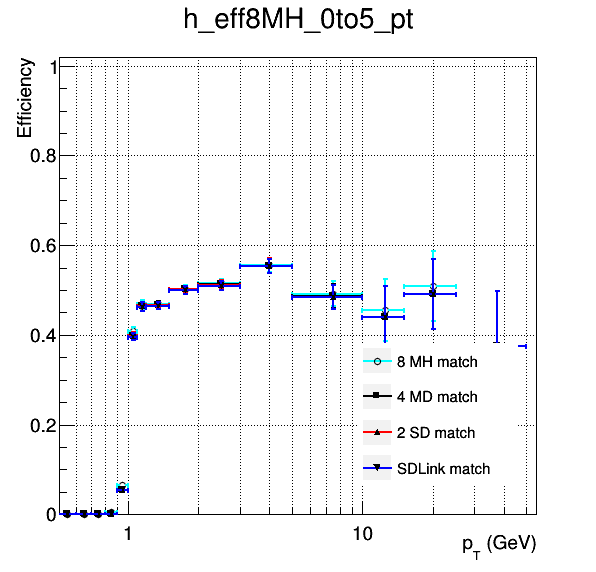 h_eff8MH_0to5_pt
Efficiency
1
0.8
0.6
0.4
0.2
0
8 MH match
4 MD match
2 SD match
SDLink match
1
10
p_T (GeV)